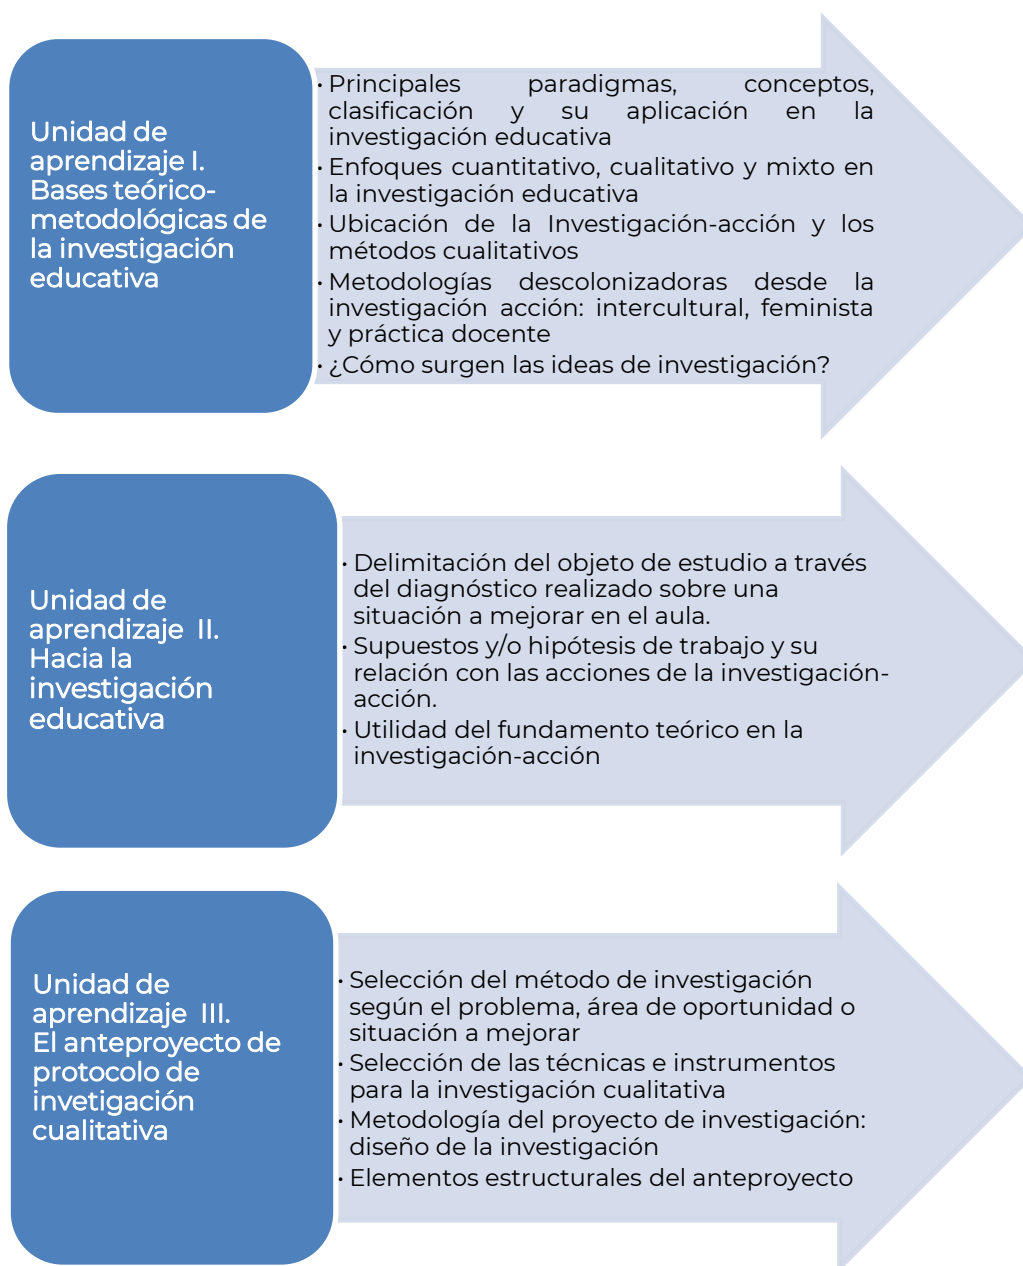 Unidad de
aprendizaje I.
Bases teórico-
metodológicas de
la investigación
educativa
· Principales paradigmas, conceptos,
clasificación y su aplicación en la
investigación educativa
· Enfoques cuantitativo, cualitativo y mixto en
la investigación educativa
· Ubicación de la Investigación-acción y los
métodos cualitativos
· Metodologías descolonizadoras desde la
investigación acción: intercultural, feminista
y práctica docente
· ¿Cómo surgen las ideas de investigación?
Unidad de
aprendizaje II.
Hacia la
investigación
educativa
· Delimitación del objeto de estudio a través
del diagnóstico realizado sobre una
situación a mejorar en el aula.
· Supuestos y/o hipótesis de trabajo y su
relación con las acciones de la investigación-
acción.
· Utilidad del fundamento teórico en la
investigación-acción
Unidad de
aprendizaje III.
El anteproyecto de
protocolo de
invetigación
cualitativa
· Selección del método de investigación
según el problema, área de oportunidad o
situación a mejorar
· Selección de las técnicas e instrumentos
para la investigación cualitativa
· Metodología del proyecto de investigación:
diseño de la investigación
· Elementos estructurales del anteproyecto